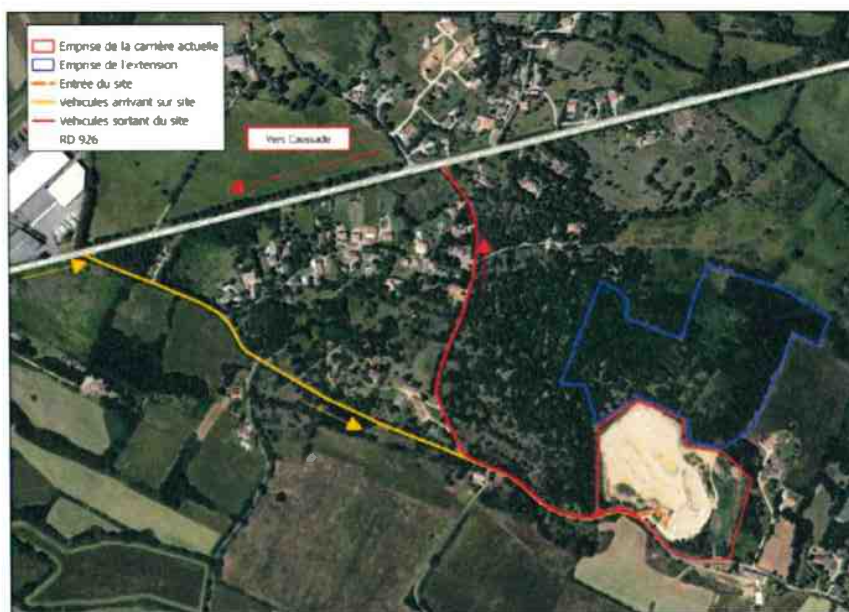 Emprise de la carrière actuelle
Emprise de l'extension
Entrée du site
Véhicules arrivant sur site
Véhicules sortant du site
RD 926
Vers Caussade